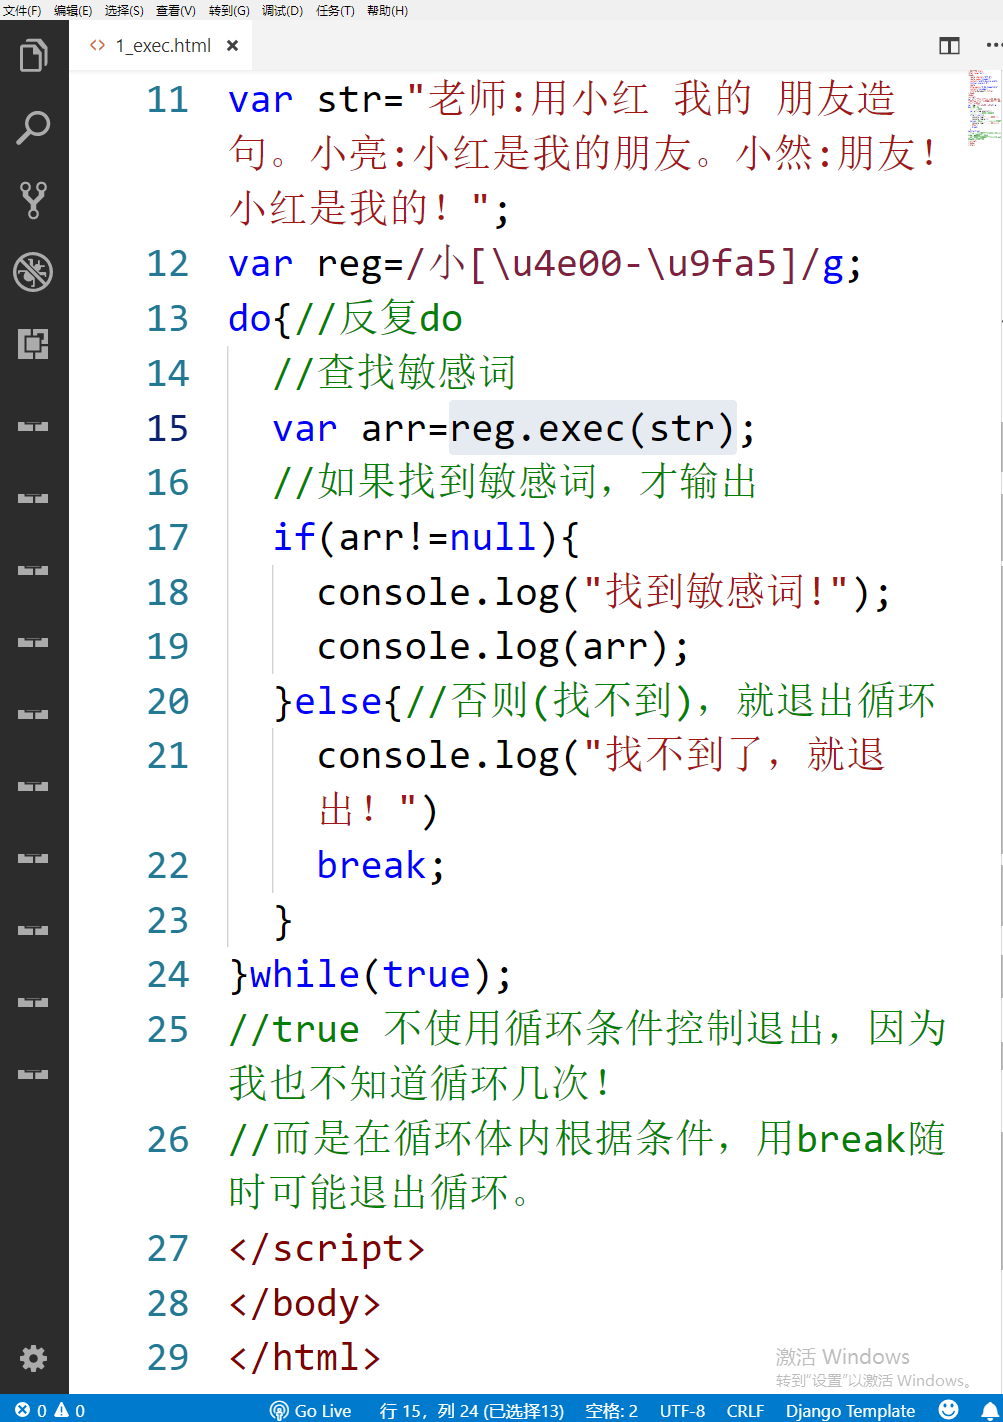 文件(F) 编辑(E) 选择(S) 查看(V) 转到(G) 调试(D) 任务(T) 帮助(H)
<> 1_exec.html ×
11 var str="老师:用小红 我的 朋友造
句。小亮:小红是我的朋友。小然:朋友!
小红是我的! ";
12 var reg=/小[\u4e00-\u9fa5]/g;
13 do{//反复do
14 //查找敏感词
15 var arr=reg.exec(str);
16 //如果找到敏感词，才输出
17 if(arr!=null){
18 console.log("找到敏感词!");
19 console.log(arr);
20 }else{//否则(找不到)，就退出循环
21 console.log("找不到了，就退
出! ")
22 break;
23 }
24 }while(true);
25 //true 不使用循环条件控制退出，因为
我也不知道循环几次!
26 //而是在循环体内根据条件，用break随
时可能退出循环。
27 </script>
28 </body>
29 </html>
激活 Windows
转到"设置"以激活 Windows。
0 0 Go Live 行 15，列 24 (已选择13) 空格: 2 UTF-8 CRLF Django Template